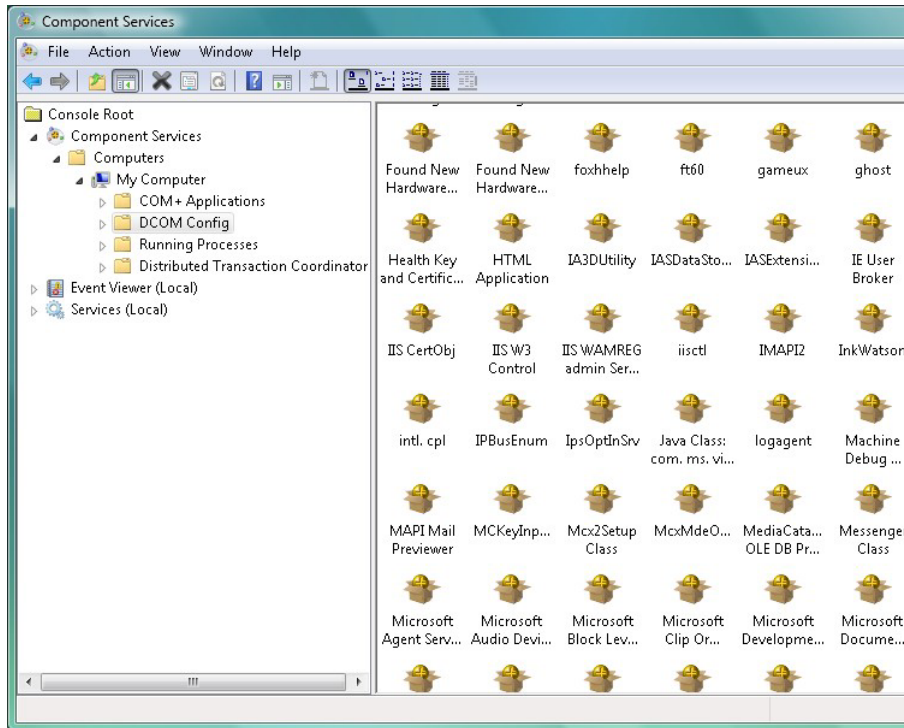 Component Services
File Action View Window Help
Console Root
Component Services
Computers
My Computer
COM+ Applications
DCOM Config
Running Processes
Distributed Transaction Coordinator
Event Viewer (Local)
Services (Local)
Found New Found New foxhhelp ft60 gameux ghost
Hardware... Hardware...
Health Key HTML IA3DUtility IASDataSto... IASExtensi... IE User
and Certific... Application Broker
IIS CertObj IIS W3 IIS WAMREG iisctl IMAPI2 InkWatson
Control admin Ser...
intl. cpl IPBusEnum IpsOptInSrv Java Class: logagent Machine
com. ms. vi... Debug ...
MAPI Mail MCKeyInp... Mcx2Setup McxMdeO... MediaCata... Messenge
Previewer Class OLE DB Pr... Class
Microsoft Microsoft Microsoft Microsoft Microsoft Microsoft
Agent Serv... Audio Devi... Block Lev... Clip Or... Developme... Docume...